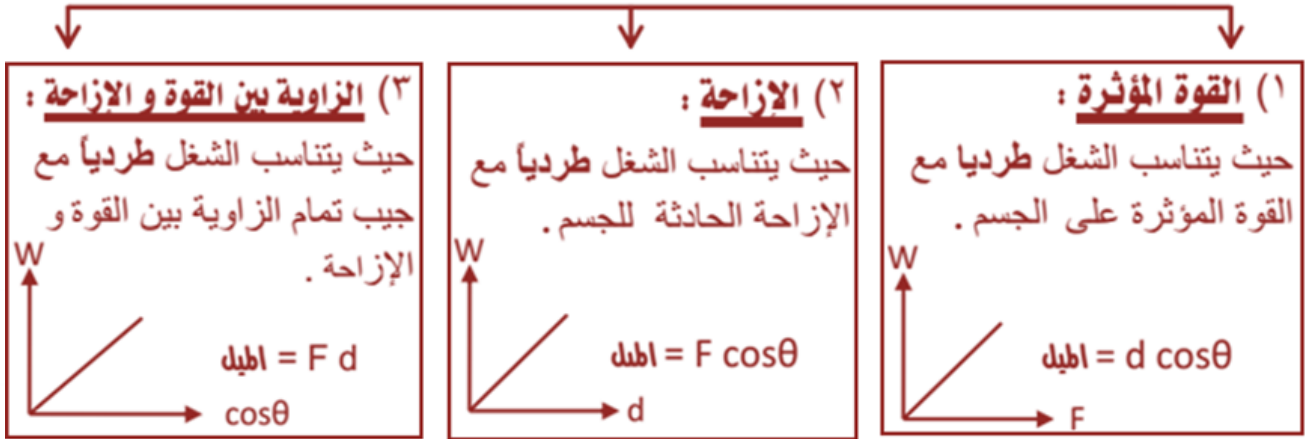 ١) القوة المؤثرة :
حيث يتناسب الشغل طرديا مع
القوة المؤثرة على الجسم .
W
الميل = d cosθ
F
٢) الإزاحة :
حيث يتناسب الشغل طردياً مع
الإزاحة الحادثة للجسم .
W
الميل = F cosθ
d
٣) الزاوية بين القوة و الإزاحة :
حيث يتناسب الشغل طردياً مع
جيب تمام الزاوية بين القوة و
الإزاحة .
W
الميل = F d
cosθ